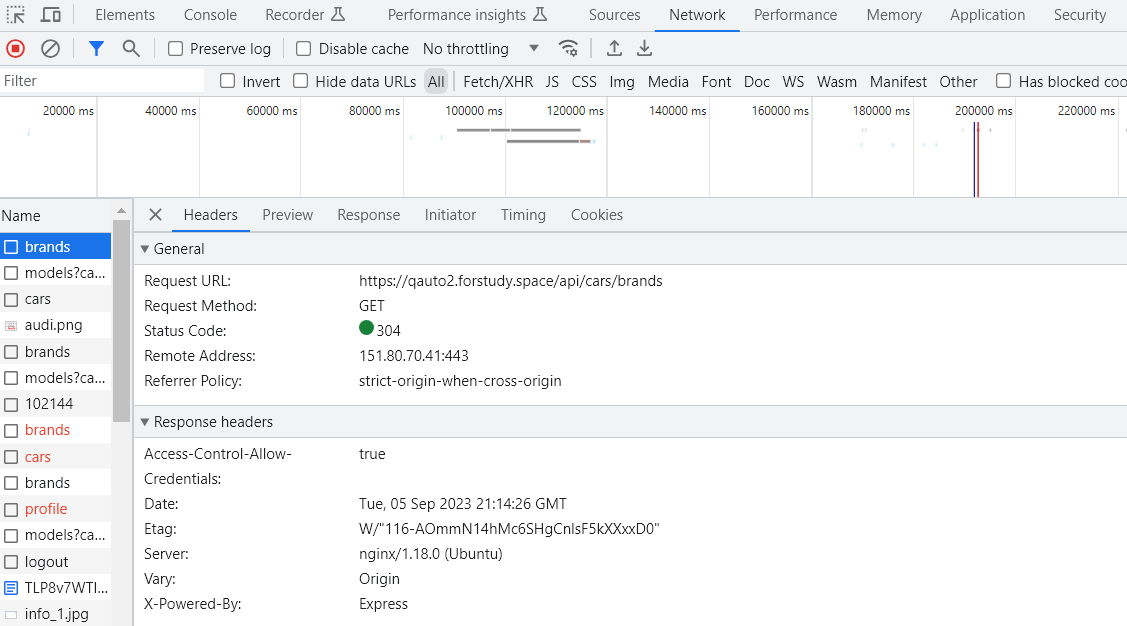 Elements Console Recorder Performance insights Sources Network Performance Memory Application Security
Preserve log Disable cache No throttling
Filter Invert Hide data URLs All Fetch/XHR JS CSS Img Media Font Doc WS Wasm Manifest Other Has blocked coo
20000 ms 40000 ms 60000 ms 80000 ms 100000 ms 120000 ms 140000 ms 160000 ms 180000 ms 200000 ms 220000 ms
Name
brands
models?ca...
cars
audi.png
brands
models?ca...
102144
brands
cars
brands
profile
models?ca...
logout
TLP8v7WTI...
info_1.jpg
Headers Preview Response Initiator Timing Cookies
General
Request URL: https://qauto2.forstudy.space/api/cars/brands
Request Method: GET
Status Code: 304
Remote Address: 151.80.70.41:443
Referrer Policy: strict-origin-when-cross-origin
Response headers
Access-Control-Allow- true
Credentials:
Date: Tue, 05 Sep 2023 21:14:26 GMT
Etag: W/"116-AOmmN14hMc6SHgCnlsF5kXXxxD0"
Server: nginx/1.18.0 (Ubuntu)
Vary: Origin
X-Powered-By: Express